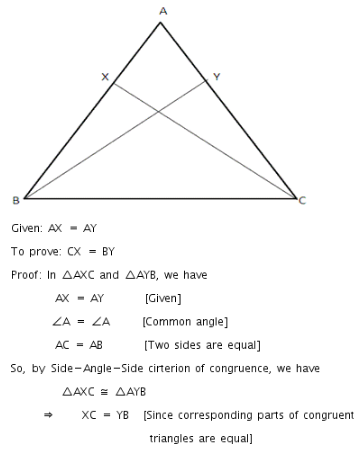 A
X Y
B C
Given: AX = AY
To prove: CX = BY
Proof: In △AXC and △AYB, we have
AX = AY [Given]
∠A = ∠A [Common angle]
AC = AB [Two sides are equal]
So, by Side−Angle−Side cirterion of congruence, we have
△AXC ≅ △AYB
⇒ XC = YB [Since corresponding parts of congruent
triangles are equal]